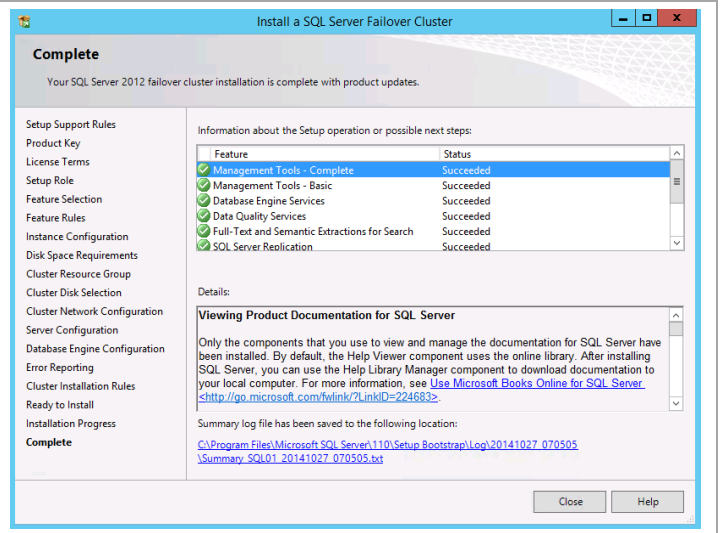 Install a SQL Server Failover Cluster
Complete
Your SQL Server 2012 failover cluster installation is complete with product updates.
Setup Support Rules
Product Key
License Terms
Setup Role
Feature Selection
Feature Rules
Instance Configuration
Disk Space Requirements
Cluster Resource Group
Cluster Disk Selection
Cluster Network Configuration
Server Configuration
Database Engine Configuration
Error Reporting
Cluster Installation Rules
Ready to Install
Installation Progress
Complete
Information about the Setup operation or possible next steps:
Feature Status
Management Tools - Complete Succeeded
Management Tools - Basic Succeeded
Database Engine Services Succeeded
Data Quality Services Succeeded
Full-Text and Semantic Extractions for Search Succeeded
SQL Server Replication Succeeded
Details:
Viewing Product Documentation for SQL Server
Only the components that you use to view and manage the documentation for SQL Server have
been installed. By default, the Help Viewer component uses the online library. After installing
SQL Server, you can use the Help Library Manager component to download documentation to
your local computer. For more information, see Use Microsoft Books Online for SQL Server
<http://go.microsoft.com/fwlink/?LinkID=224683>.
Summary log file has been saved to the following location:
C:\Program Files\Microsoft SQL Server\110\Setup Bootstrap\Log\20141027_070505
\Summary_SQL01_20141027_070505.txt
Close Help